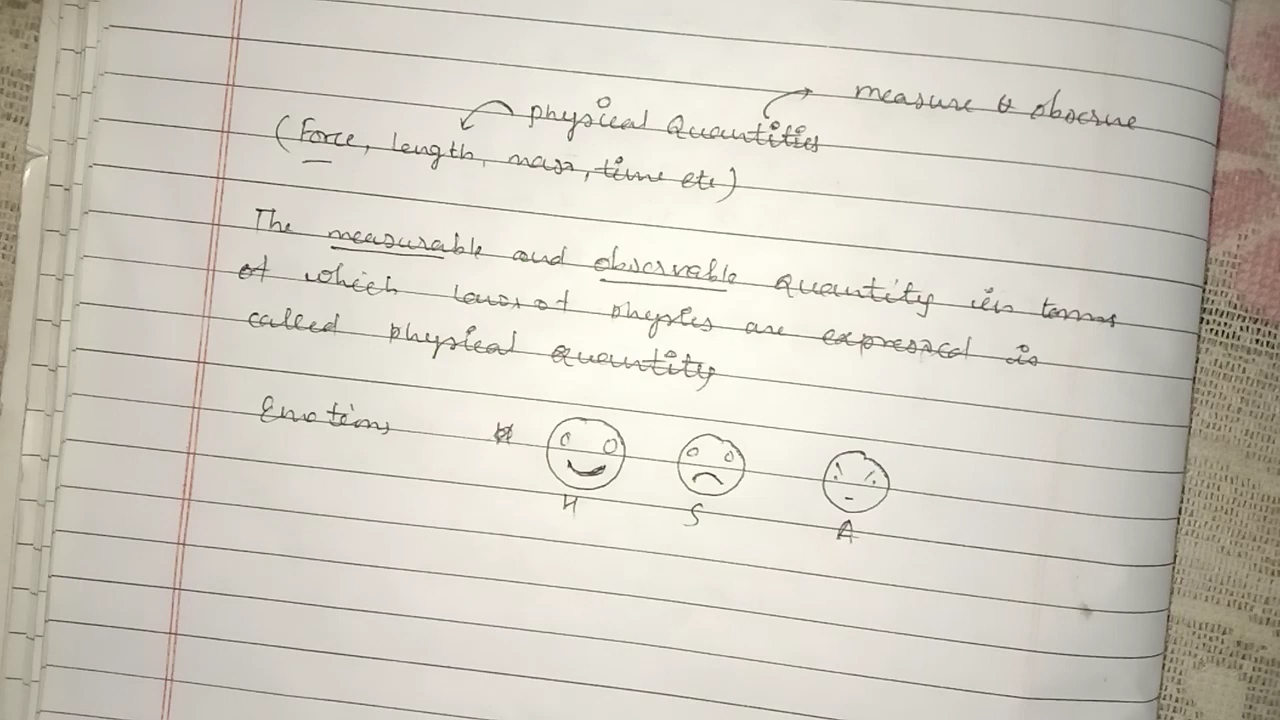 physical Quantities → measure & observe
(Force, length, mass, time etc)
The measurable and observable quantity in terms
of which laws of physics are expressed is
called physical quantity
Emotions
H S A